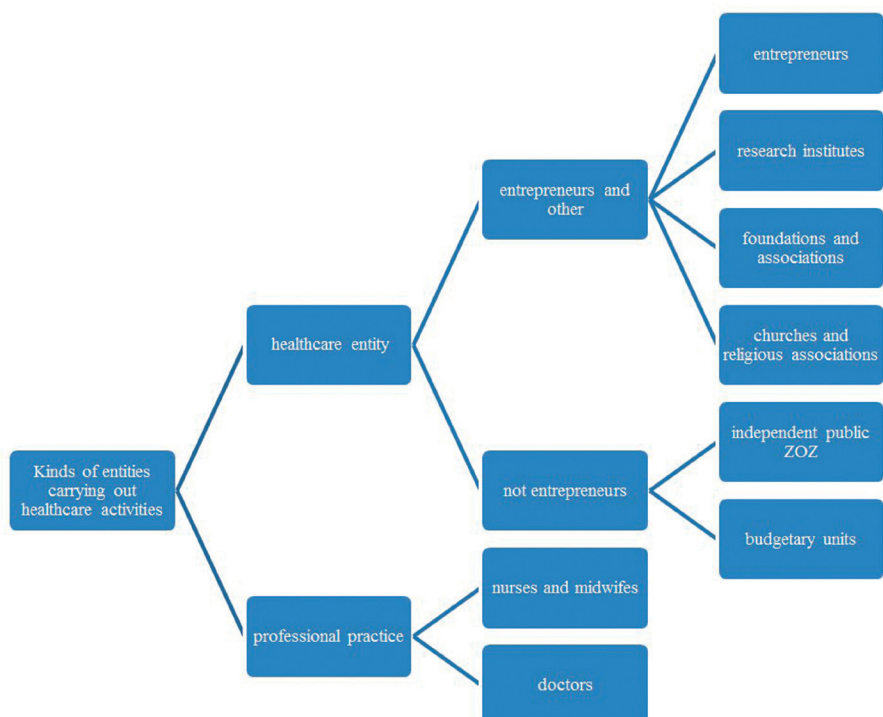 entrepreneurs
research institutes
entrepreneurs and
other
foundations and
associations
churches and
religious associations
healthcare entity
independent public
ZOZ
Kinds of entities
carrying out
healthcare activities
not entrepreneurs
budgetary units
nurses and midwifes
professional practice
doctors